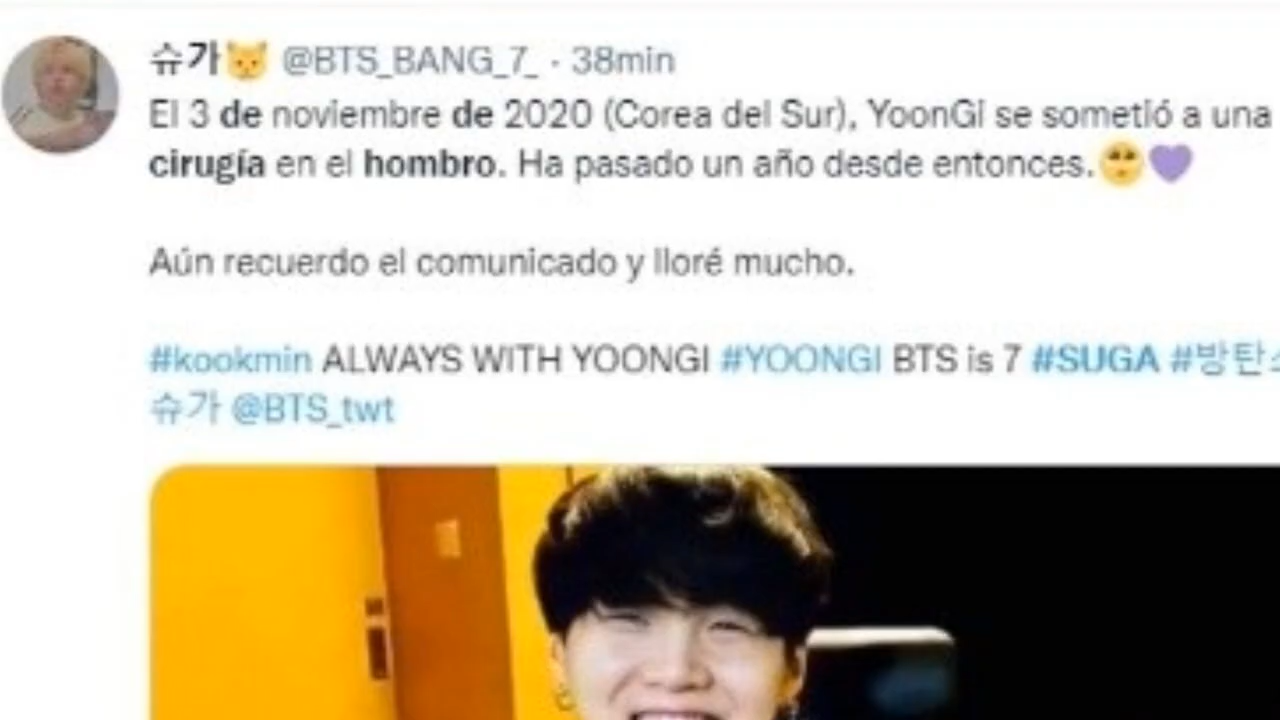 슈가🐱 @BTS_BANG_7_ · 38min
El 3 de noviembre de 2020 (Corea del Sur), YoonGi se sometió a una
cirugía en el hombro. Ha pasado un año desde entonces.🥺💜
Aún recuerdo el comunicado y lloré mucho.
#kookmin ALWAYS WITH YOONGI #YOONGI BTS is 7 #SUGA #방탄
슈가 @BTS_twt